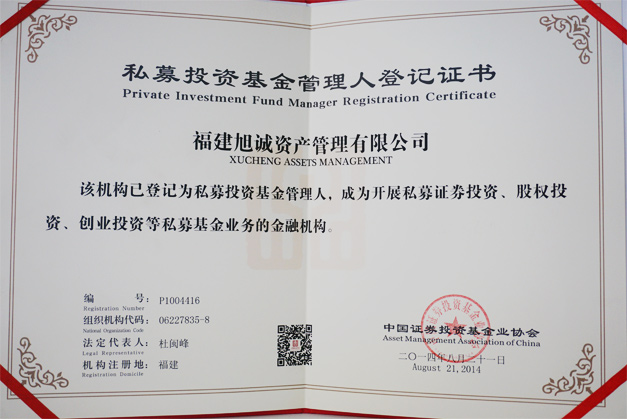 私募投资基金管理人登记证书
Private Investment Fund Manager Registration Certificate
福建旭诚资产管理有限公司
XUCHENG ASSETS MANAGEMENT
该机构已登记为私募投资基金管理人，成为开展私募证券投资、股权投
资、创业投资等私募基金业务的金融机构。
编 号： P1004416
Registration Number
组织机构代码： 06227835-8
National Organization Code
法定代表人： 杜闽峰
Legal Representative
机构注册地： 福建
Registration Domicile
中国证券投资基金业协会
Asset Management Association of China
二〇一四年八月二十一日
August 21, 2014